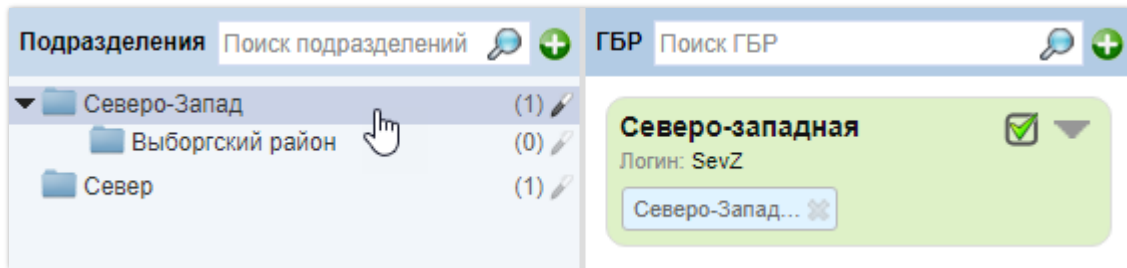 Подразделения Поиск подразделений
Северо-Запад (1)
Выборгский район (0)
Север (1)
ГБР Поиск ГБР
Северо-западная
Логин: SevZ
Северо-Запад...